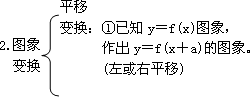 平移
变换：①已知 y＝f(x)图象，
2.图象 作出 y＝f(x＋a)的图象。
变换 (左或右平移)